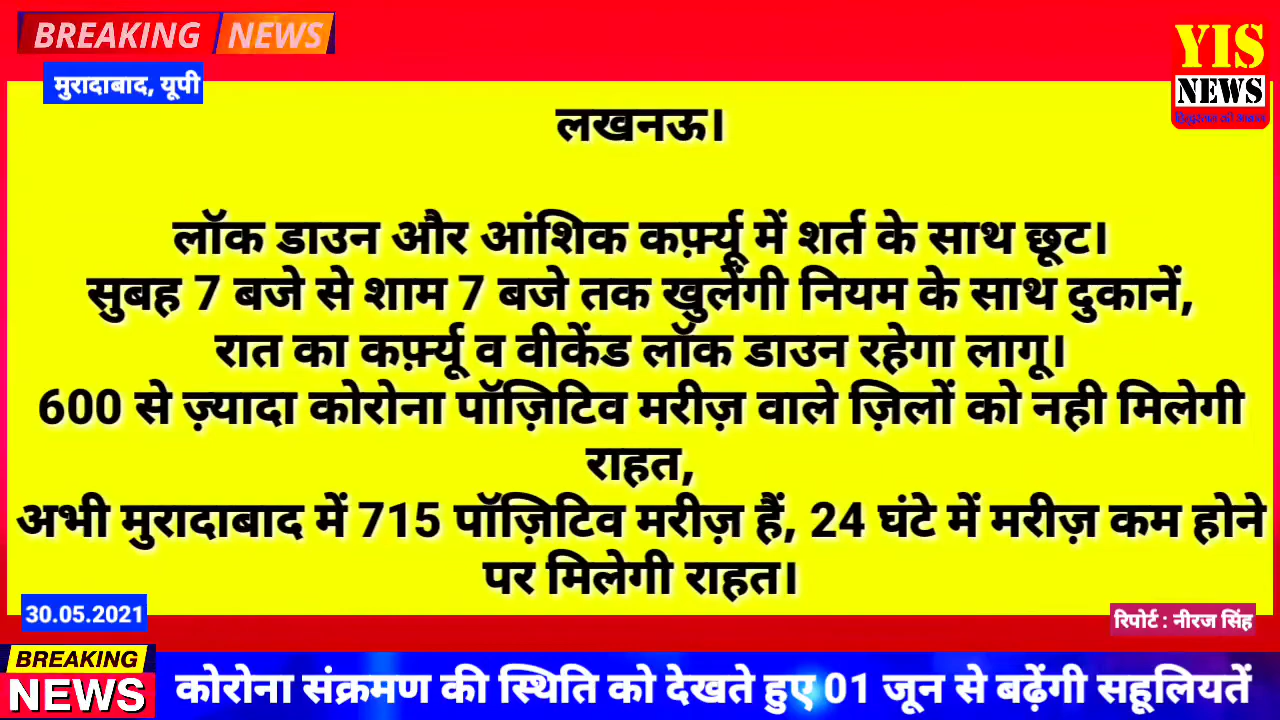 BREAKING NEWS
मुरादाबाद, यूपी
YIS
NEWS
हिन्दुस्तान की आवाज
लखनऊ।
लॉक डाउन और आंशिक कर्फ़्यू में शर्त के साथ छूट।
सुबह 7 बजे से शाम 7 बजे तक खुलेंगी नियम के साथ दुकानें,
रात का कर्फ़्यू व वीकेंड लॉक डाउन रहेगा लागू।
600 से ज़्यादा कोरोना पॉज़िटिव मरीज़ वाले ज़िलों को नही मिलेगी
राहत,
अभी मुरादाबाद में 715 पॉज़िटिव मरीज़ हैं, 24 घंटे में मरीज़ कम होने
पर मिलेगी राहत।
30.05.2021
रिपोर्ट : नीरज सिंह
BREAKING
NEWS
कोरोना संक्रमण की स्थिति को देखते हुए 01 जून से बढ़ेंगी सहूलियतें